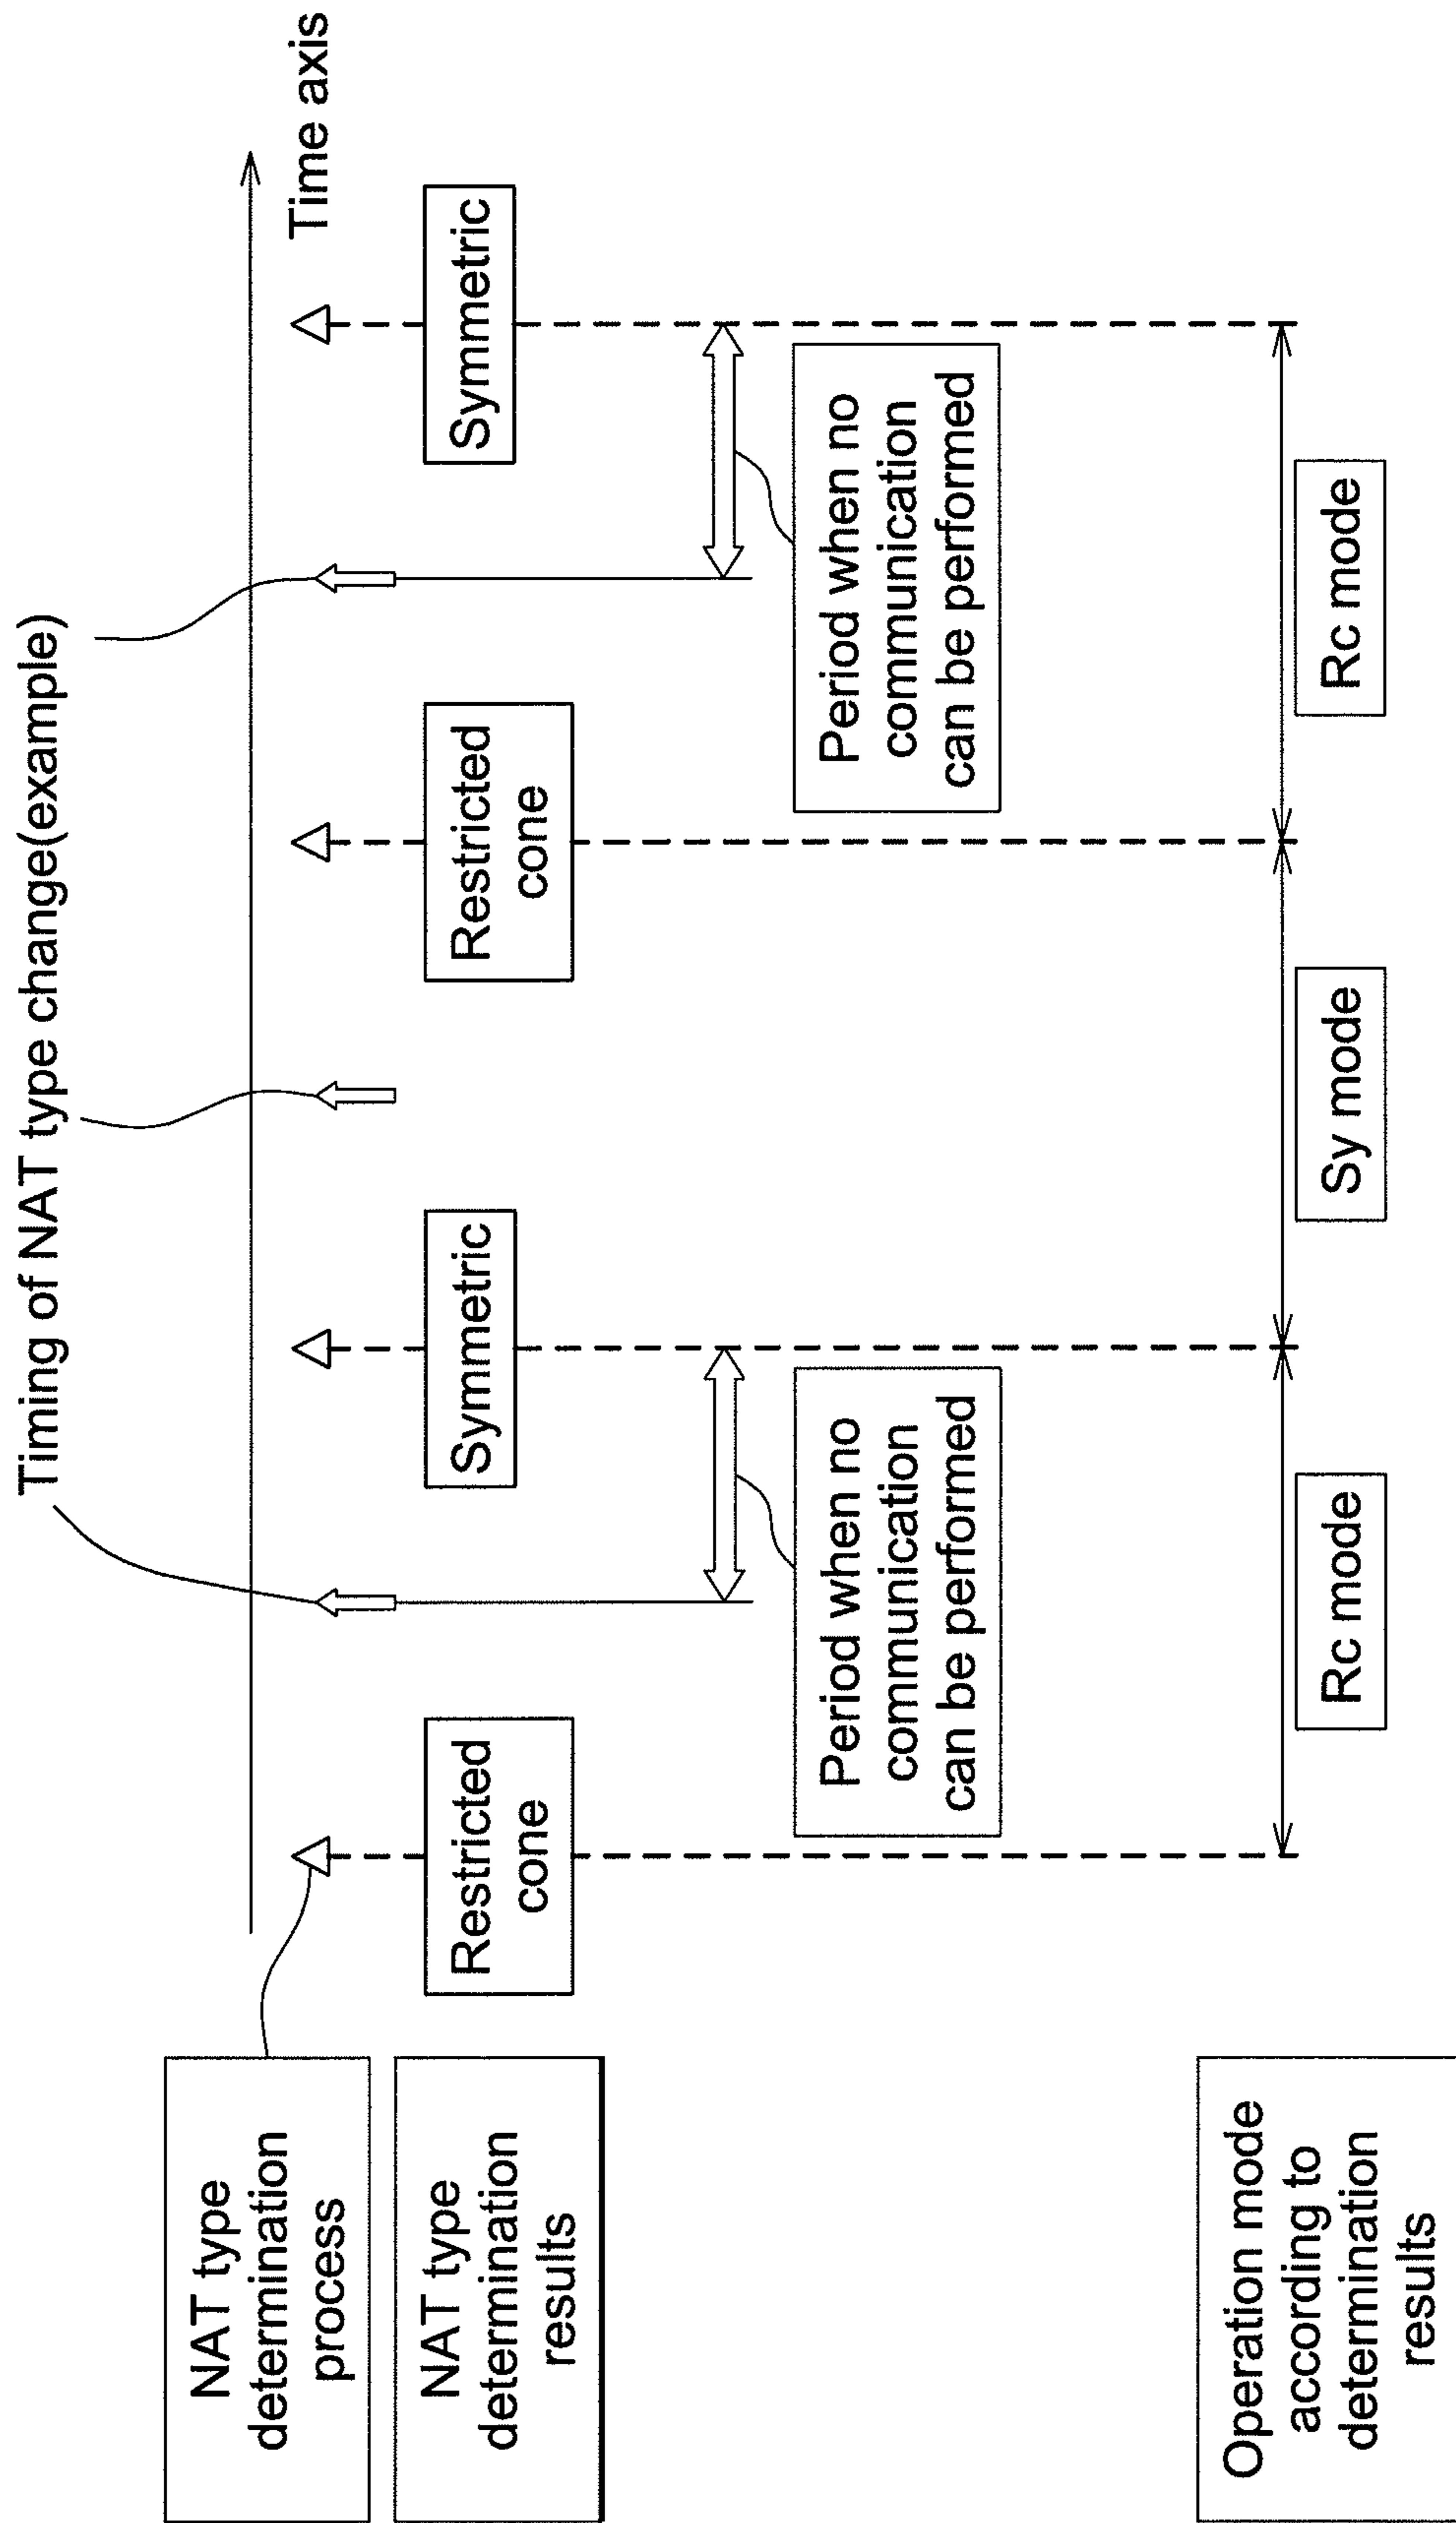 Timing of NAT type change(example)
Time axis
NAT type
determination
process
NAT type
determination
results
Restricted
cone
Symmetric
Restricted
cone
Symmetric
Period when no
communication
can be performed
Period when no
communication
can be performed
Operation mode
according to
determination
results
Rc mode
Sy mode
Rc mode